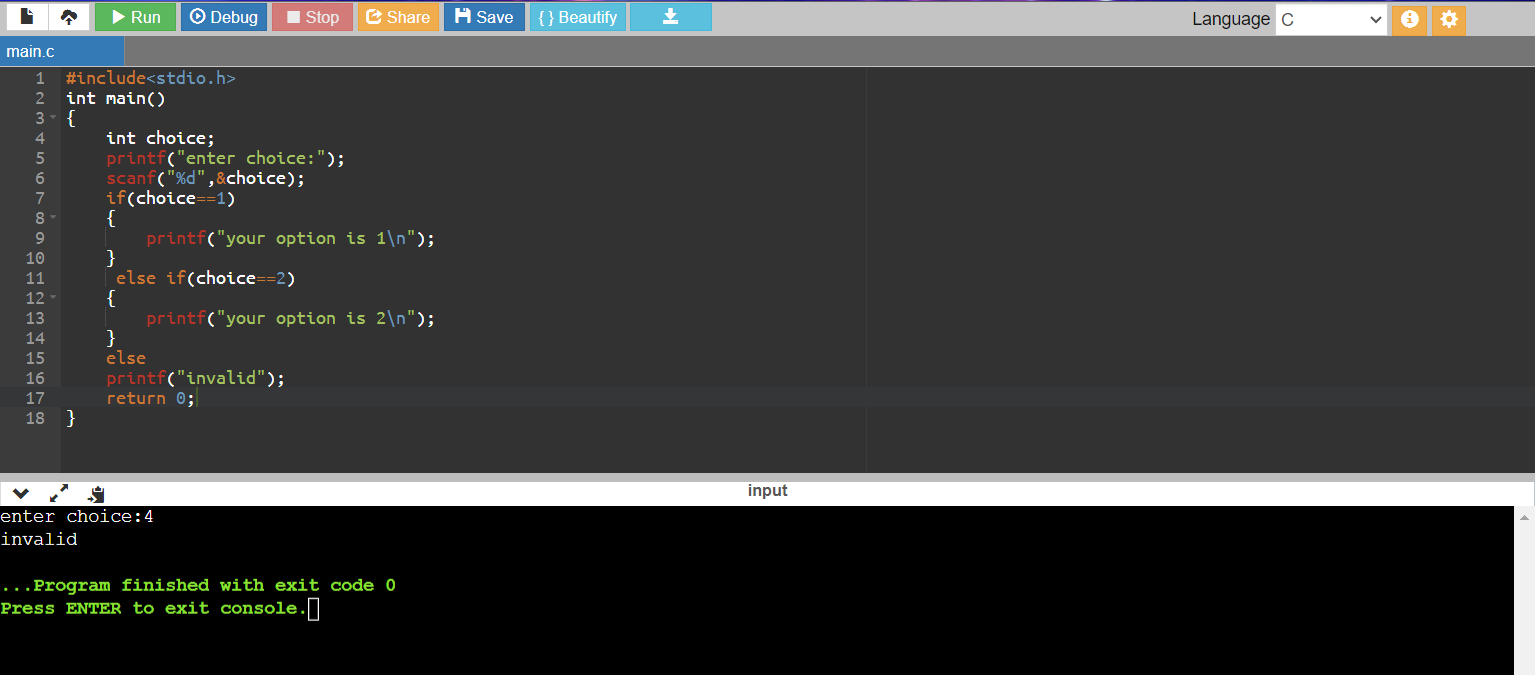 Run Debug Stop Share Save { } Beautify Language C
main.c
1 #include<stdio.h>
2 int main()
3 {
4     int choice;
5     printf("enter choice:");
6     scanf("%d",&choice);
7     if(choice==1)
8     {
9         printf("your option is 1\n");
10     }
11      else if(choice==2)
12     {
13         printf("your option is 2\n");
14     }
15     else
16     printf("invalid");
17     return 0;
18 }
input
enter choice:4
invalid
...Program finished with exit code 0
Press ENTER to exit console.